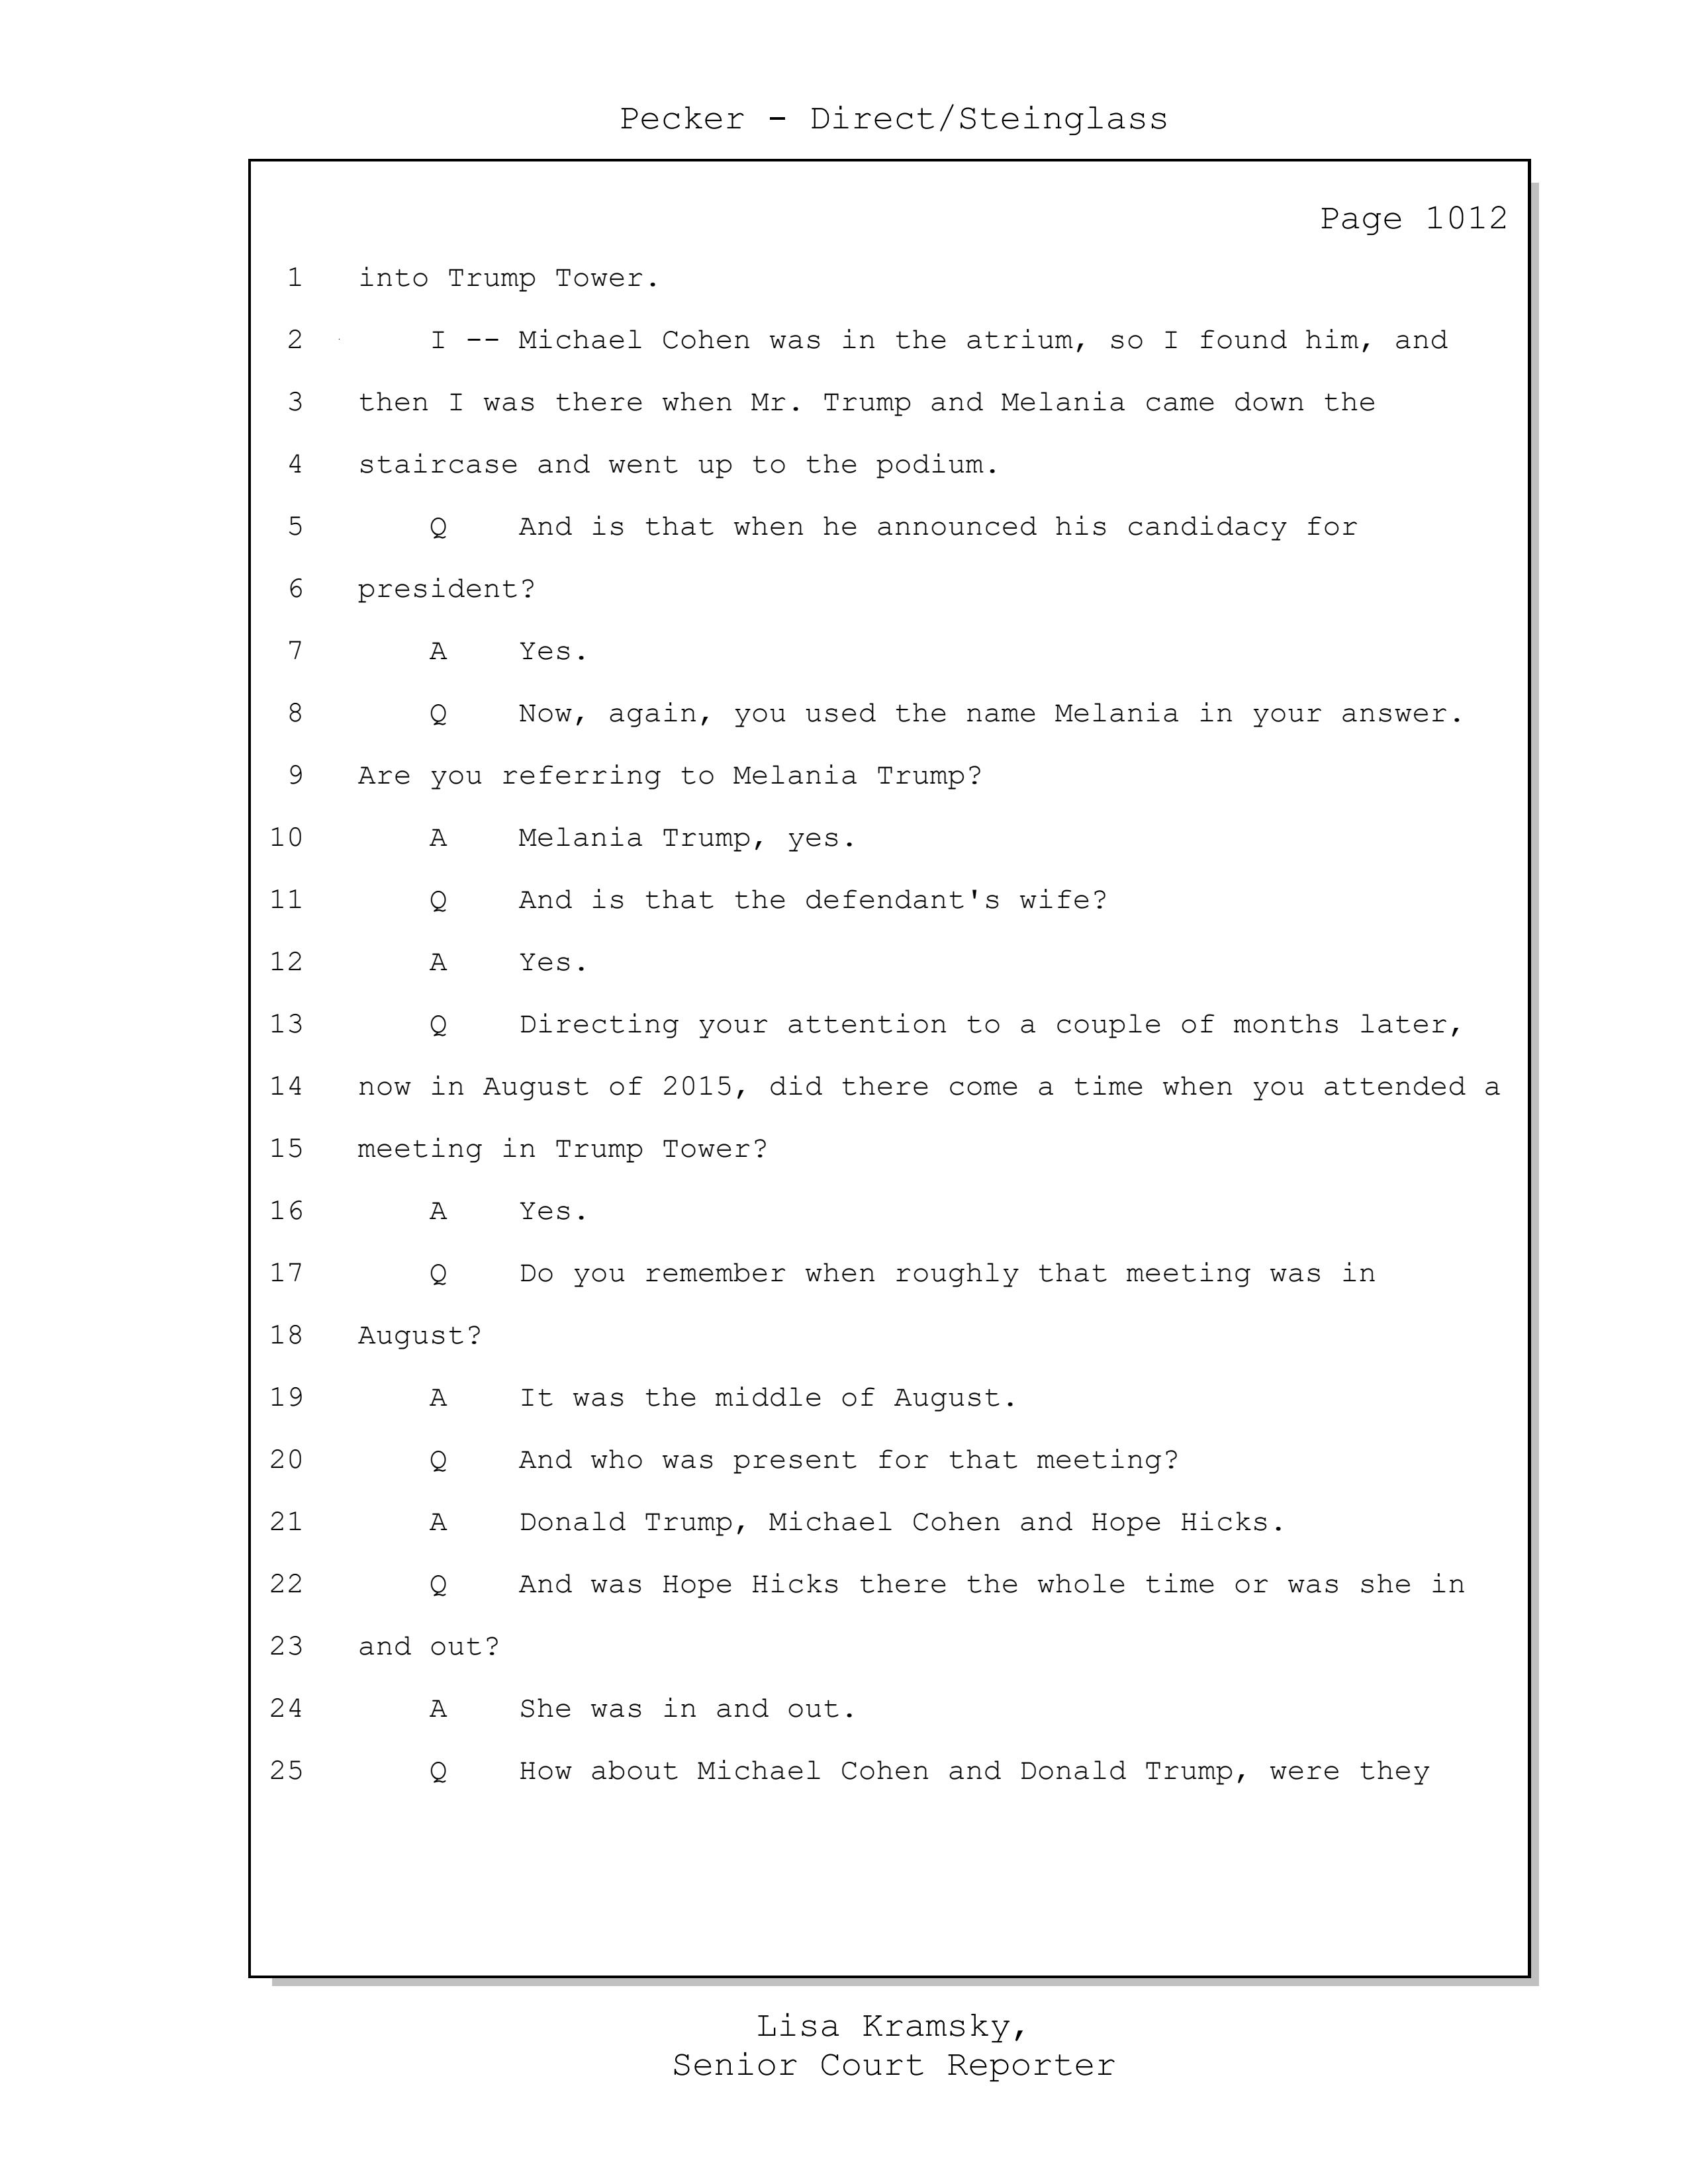 Pecker - Direct/Steinglass
Page 1012
1 into Trump Tower.
2 I -- Michael Cohen was in the atrium, so I found him, and
3 then I was there when Mr. Trump and Melania came down the
4 staircase and went up to the podium.
5 Q And is that when he announced his candidacy for
6 president?
7 A Yes.
8 Q Now, again, you used the name Melania in your answer.
9 Are you referring to Melania Trump?
10 A Melania Trump, yes.
11 Q And is that the defendant's wife?
12 A Yes.
13 Q Directing your attention to a couple of months later,
14 now in August of 2015, did there come a time when you attended a
15 meeting in Trump Tower?
16 A Yes.
17 Q Do you remember when roughly that meeting was in
18 August?
19 A It was the middle of August.
20 Q And who was present for that meeting?
21 A Donald Trump, Michael Cohen and Hope Hicks.
22 Q And was Hope Hicks there the whole time or was she in
23 and out?
24 A She was in and out.
25 Q How about Michael Cohen and Donald Trump, were they
Lisa Kramsky,
Senior Court Reporter